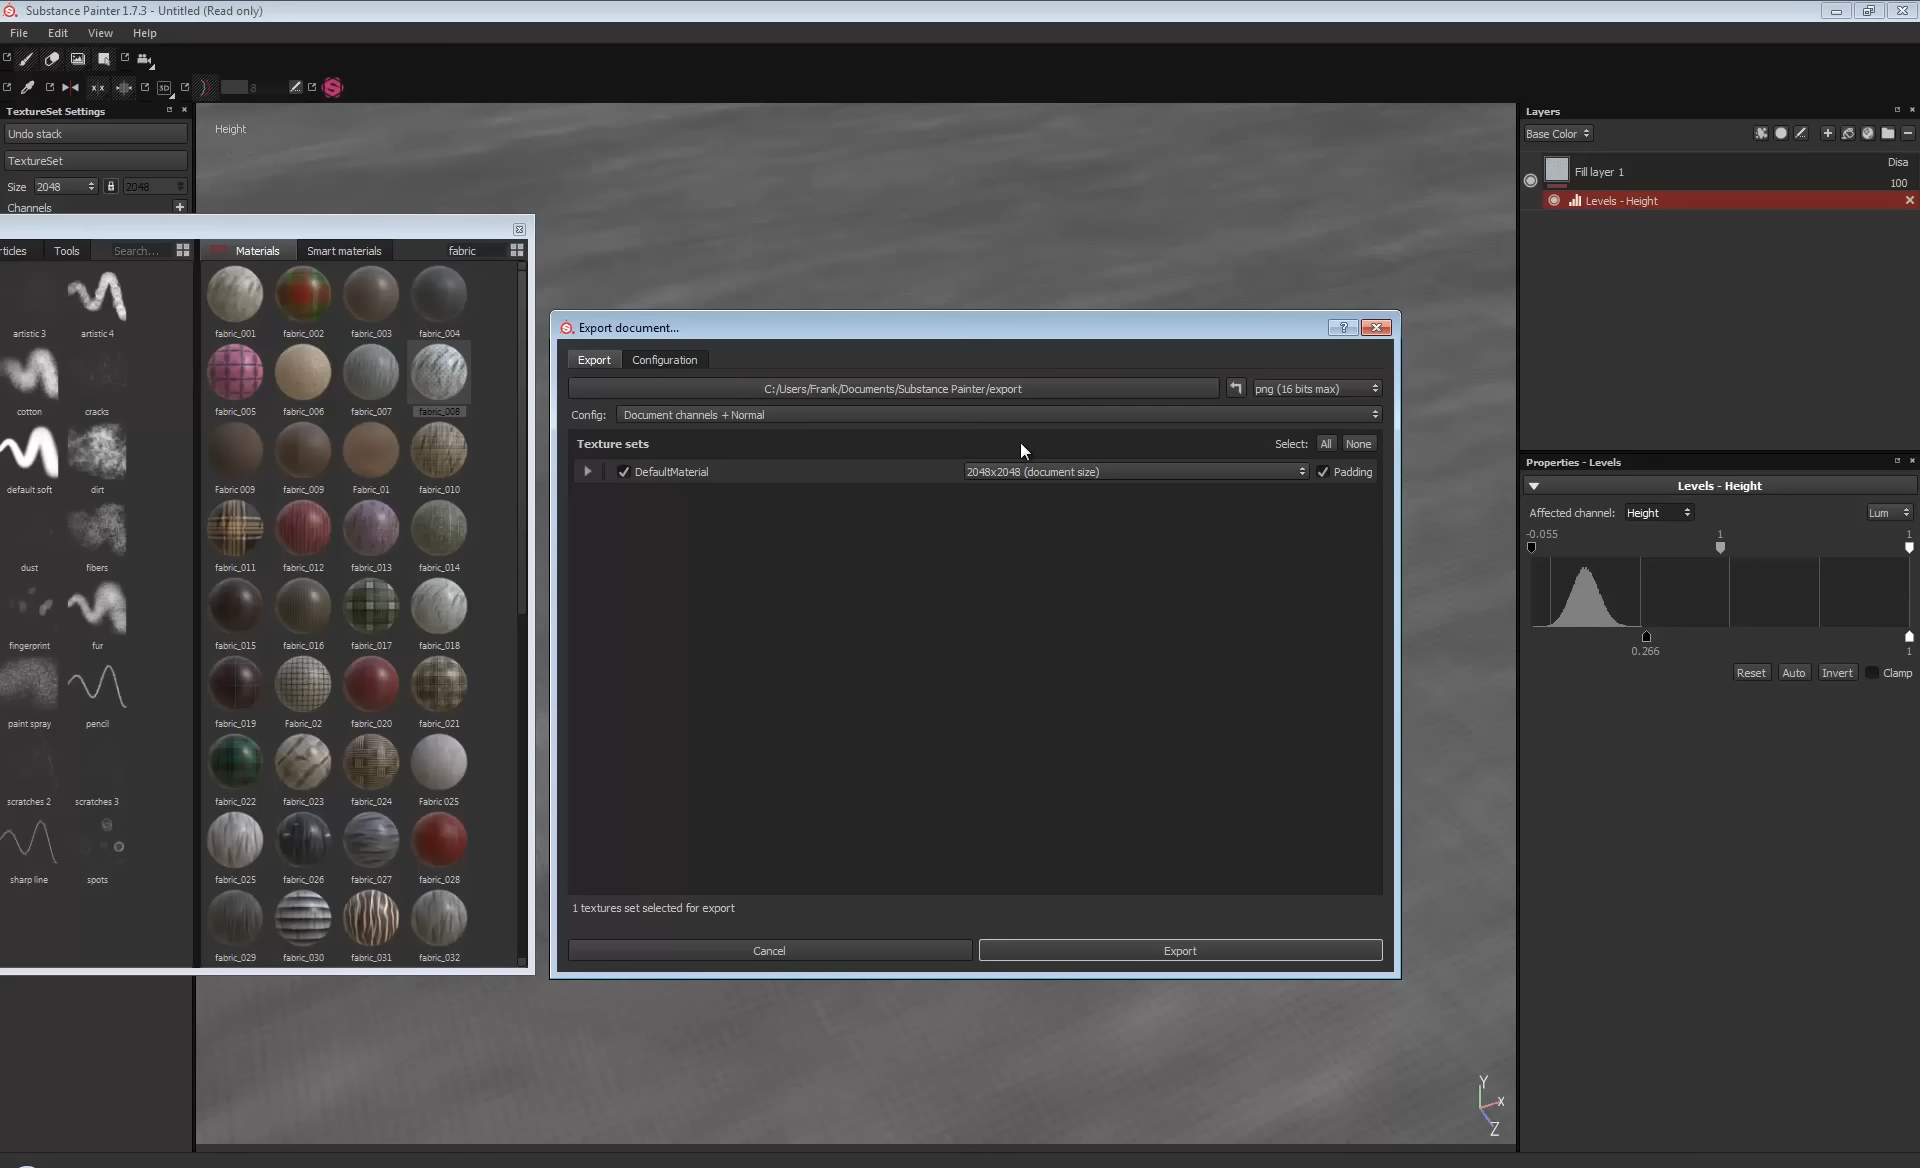 Substance Painter 1.7.3 - Untitled (Read only)
File Edit View Help
3D
8
TextureSet Settings
Undo stack
TextureSet
Size 2048 2048
Channels
Height
rticles Tools Search...
artistic 3 artistic 4
cotton cracks
default soft dirt
dust fibers
fingerprint fur
paint spray pencil
scratches 2 scratches 3
sharp line spots
Materials Smart materials fabric
fabric_001 fabric_002 fabric_003 fabric_004
fabric_005 fabric_006 fabric_007 fabric_008
Fabric 009 fabric_009 Fabric_01 fabric_010
fabric_011 fabric_012 fabric_013 fabric_014
fabric_015 fabric_016 fabric_017 fabric_018
fabric_019 Fabric_02 fabric_020 fabric_021
fabric_022 fabric_023 fabric_024 Fabric 025
fabric_025 fabric_026 fabric_027 fabric_028
fabric_029 fabric_030 fabric_031 fabric_032
Export document...
Export Configuration
C:/Users/Frank/Documents/Substance Painter/export png (16 bits max)
Config: Document channels + Normal
Texture sets Select: All None
DefaultMaterial 2048x2048 (document size) Padding
1 textures set selected for export
Cancel Export
Y
X
Z
Layers
Base Color
Fill layer 1 Disa
100
Levels - Height
Properties - Levels
Levels - Height
Affected channel: Height Lum
-0.055 1 1
0.266 1
Reset Auto Invert Clamp